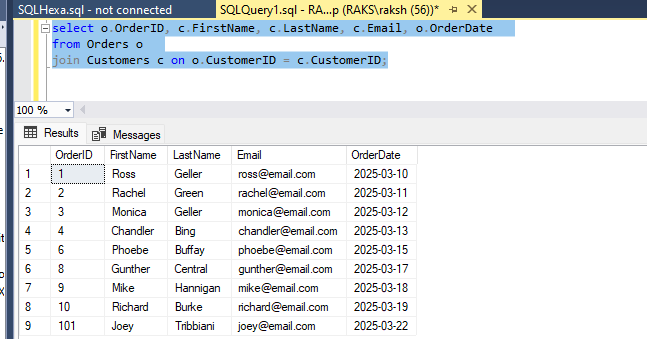 SQLHexa.sql - not connected SQLQuery1.sql - RA...p (RAKS\raksh (56))*
select o.OrderID, c.FirstName, c.LastName, c.Email, o.OrderDate
from Orders o
join Customers c on o.CustomerID = c.CustomerID;
100 %
Results Messages
OrderID FirstName LastName Email OrderDate
1 1 Ross Geller ross@email.com 2025-03-10
2 2 Rachel Green rachel@email.com 2025-03-11
3 3 Monica Geller monica@email.com 2025-03-12
4 4 Chandler Bing chandler@email.com 2025-03-13
5 6 Phoebe Buffay phoebe@email.com 2025-03-15
6 8 Gunther Central gunther@email.com 2025-03-17
7 9 Mike Hannigan mike@email.com 2025-03-18
8 10 Richard Burke richard@email.com 2025-03-19
9 101 Joey Tribbiani joey@email.com 2025-03-22